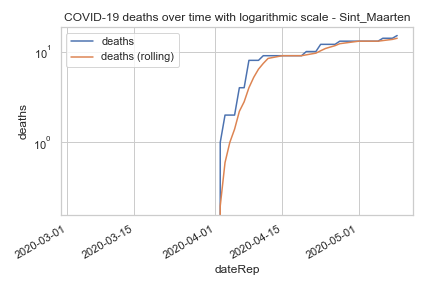 COVID-19 deaths over time with logarithmic scale - Sint_Maarten
deaths
deaths (rolling)
10¹
10⁰
deaths
2020-03-01
2020-03-15
2020-04-01
2020-04-15
2020-05-01
dateRep